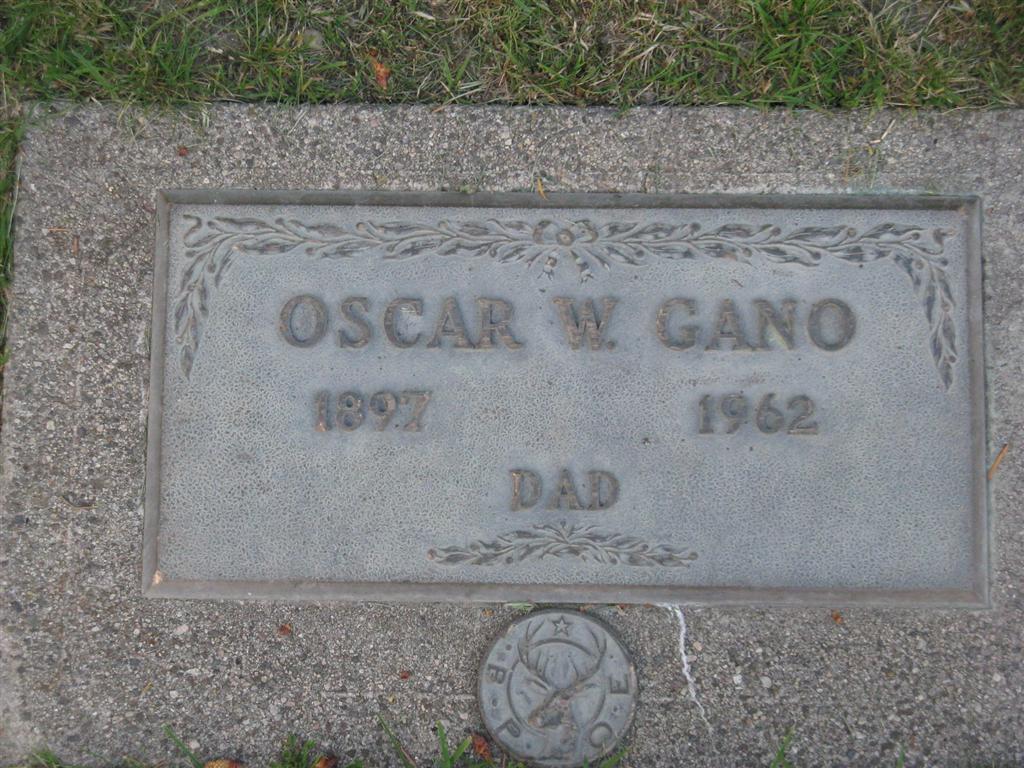 OSCAR W. GANO
1897 1962
DAD
B P O E